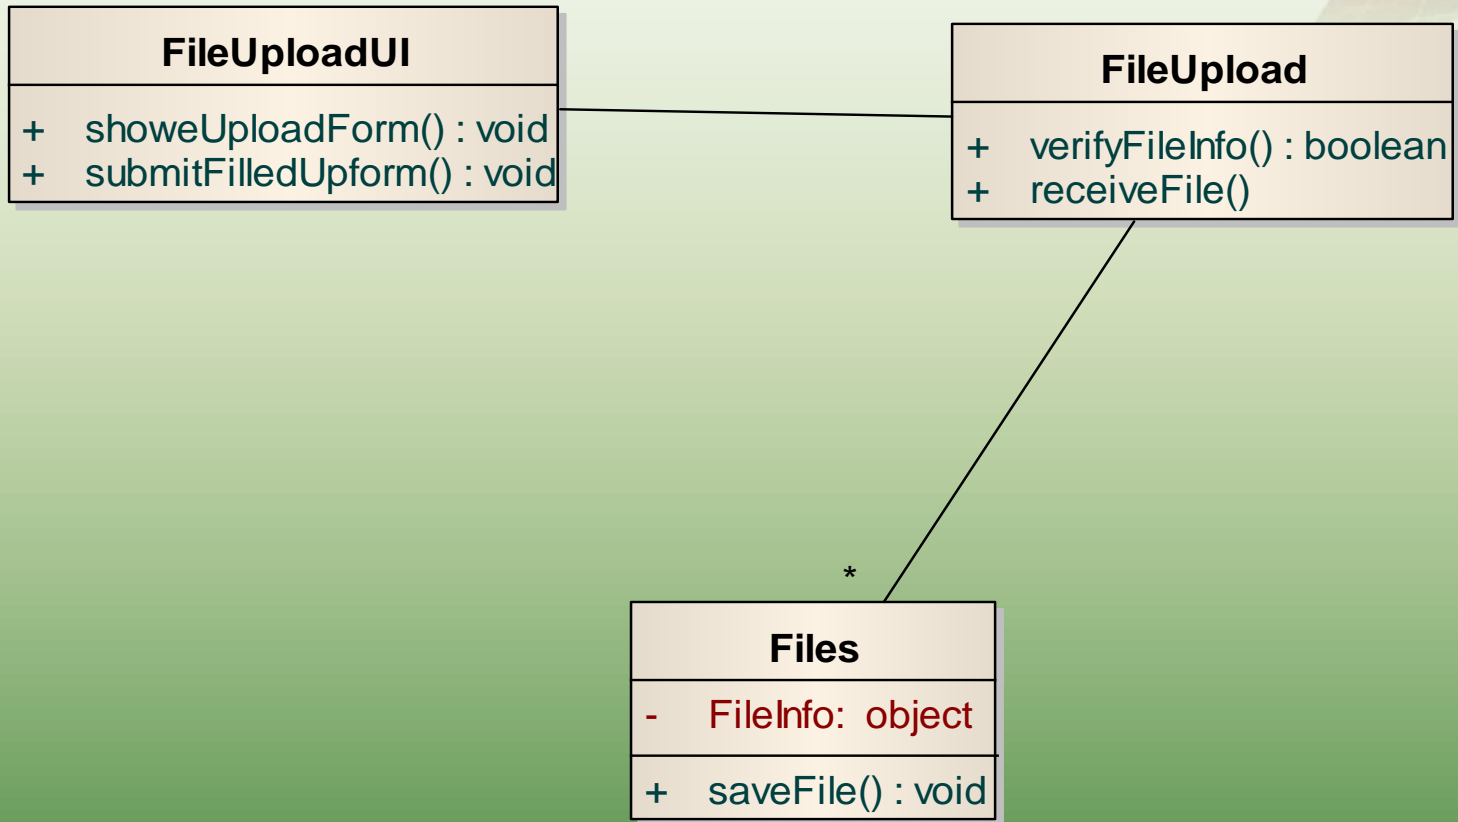 FileUploadUI
+ showeUploadForm() : void
+ submitFilledUpform() : void
FileUpload
+ verifyFileInfo() : boolean
+ receiveFile()
*
Files
- FileInfo: object
+ saveFile() : void